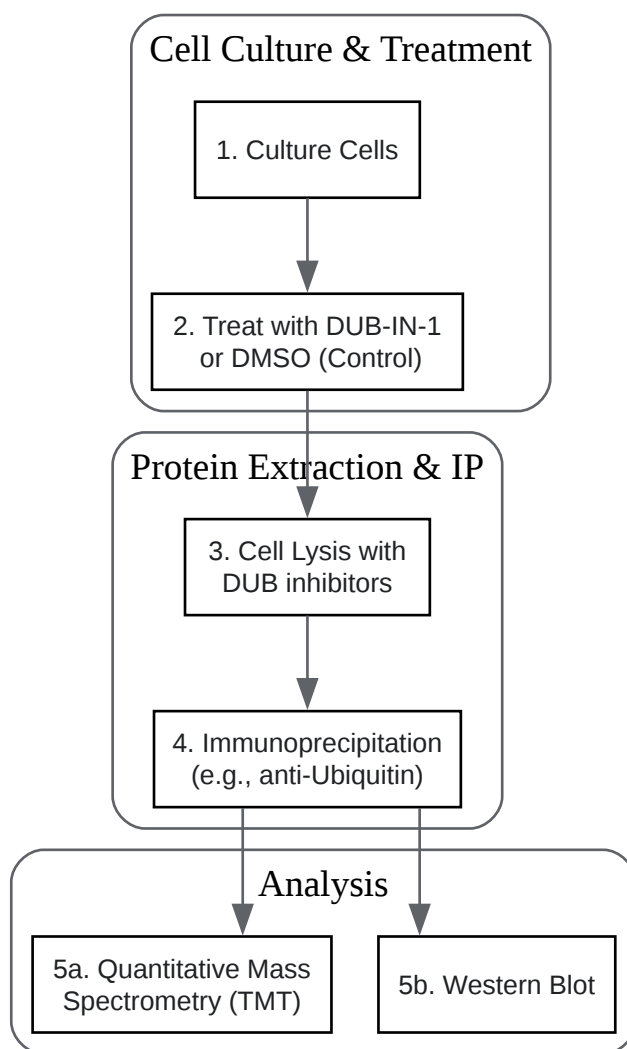 Cell Culture & Treatment
1. Culture Cells
2. Treat with DUB-IN-1
or DMSO (Control)
Protein Extraction & IP
3. Cell Lysis with
DUB inhibitors
4. Immunoprecipitation
(e.g., anti-Ubiquitin)
Analysis
5a. Quantitative Mass
Spectrometry (TMT)
5b. Western Blot